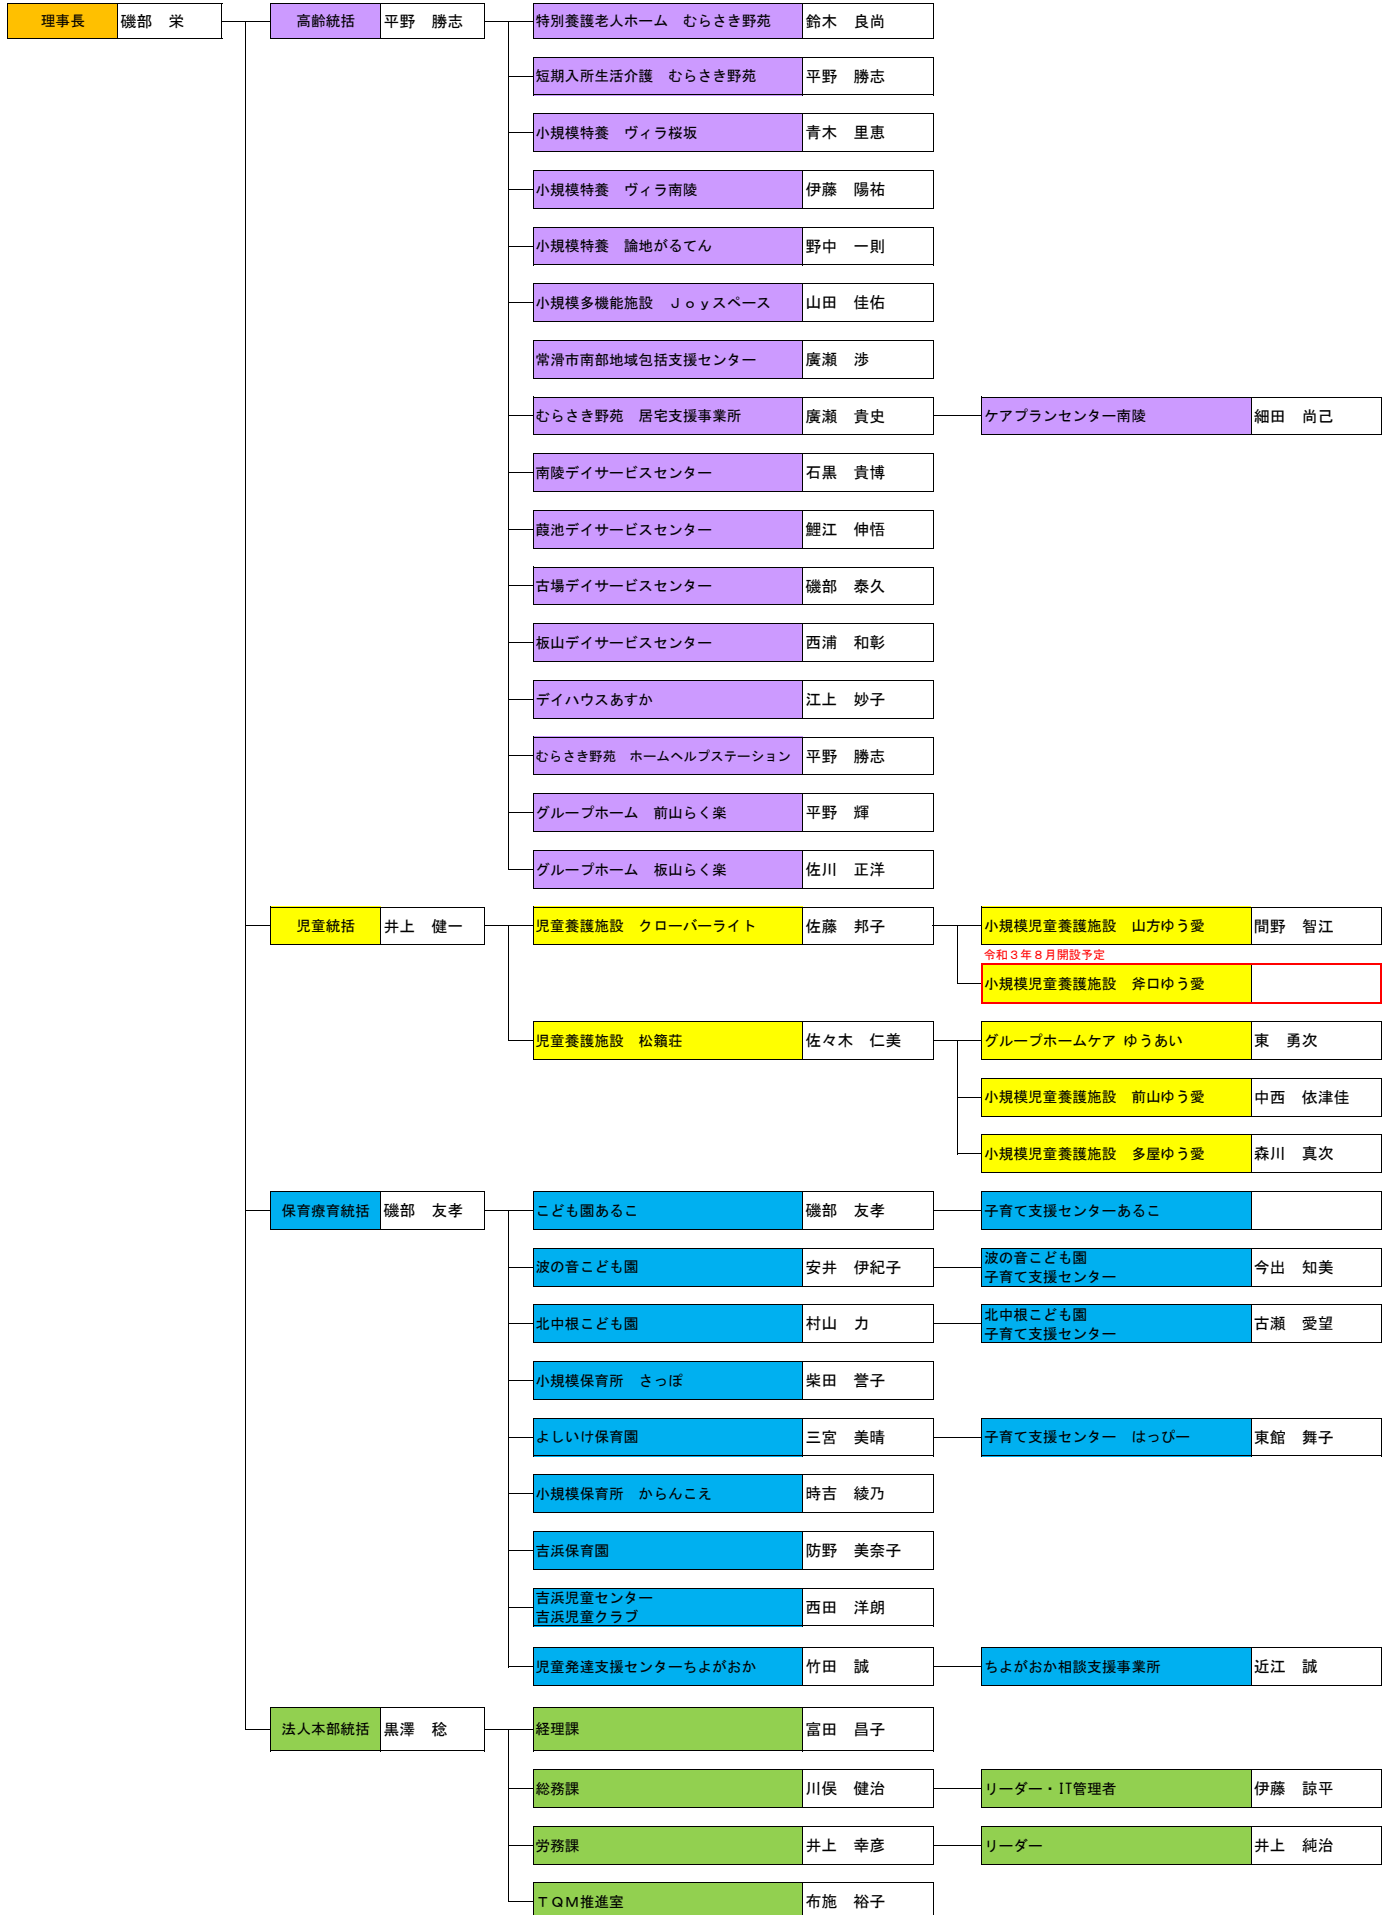 理事長　磯部　栄
高齢統括　平野　勝志
特別養護老人ホーム　むらさき野苑　鈴木　良尚
短期入所生活介護　むらさき野苑　平野　勝志
小規模特養　ヴィラ桜坂　青木　里恵
小規模特養　ヴィラ南陵　伊藤　陽祐
小規模特養　論地がるてん　野中　一則
小規模多機能施設　Ｊｏｙスペース　山田　佳佑
常滑市南部地域包括支援センター　廣瀬　渉
むらさき野苑　居宅支援事業所　廣瀬　貴史
ケアプランセンター南陵　細田　尚己
南陵デイサービスセンター　石黒　貴博
葭池デイサービスセンター　鯉江　伸悟
古場デイサービスセンター　磯部　泰久
板山デイサービスセンター　西浦　和彰
デイハウスあすか　江上　妙子
むらさき野苑　ホームヘルプステーション　平野　勝志
グループホーム　前山らく楽　平野　輝
グループホーム　板山らく楽　佐川　正洋
児童統括　井上　健一
児童養護施設　クローバーライト　佐藤　邦子
小規模児童養護施設　山方ゆう愛　間野　智江
令和３年８月開設予定
小規模児童養護施設　斧口ゆう愛
児童養護施設　松籟荘　佐々木　仁美
グループホームケア ゆうあい　東　勇次
小規模児童養護施設　前山ゆう愛　中西　依津佳
小規模児童養護施設　多屋ゆう愛　森川　真次
保育療育統括　磯部　友孝
こども園あるこ　磯部　友孝
子育て支援センターあるこ
波の音こども園　安井　伊紀子
波の音こども園
子育て支援センター　今出　知美
北中根こども園　村山　力
北中根こども園
子育て支援センター　古瀬　愛望
小規模保育所　さっぽ　柴田　誉子
よしいけ保育園　三宮　美晴
子育て支援センター　はっぴー　東館　舞子
小規模保育所　からんこえ　時吉　綾乃
吉浜保育園　防野　美奈子
吉浜児童センター
吉浜児童クラブ　西田　洋朗
児童発達支援センターちよがおか　竹田　誠
ちよがおか相談支援事業所　近江　誠
法人本部統括　黒澤　稔
経理課　富田　昌子
総務課　川俣　健治
リーダー・IT管理者　伊藤　諒平
労務課　井上　幸彦
リーダー　井上　純治
ＴＱＭ推進室　布施　裕子